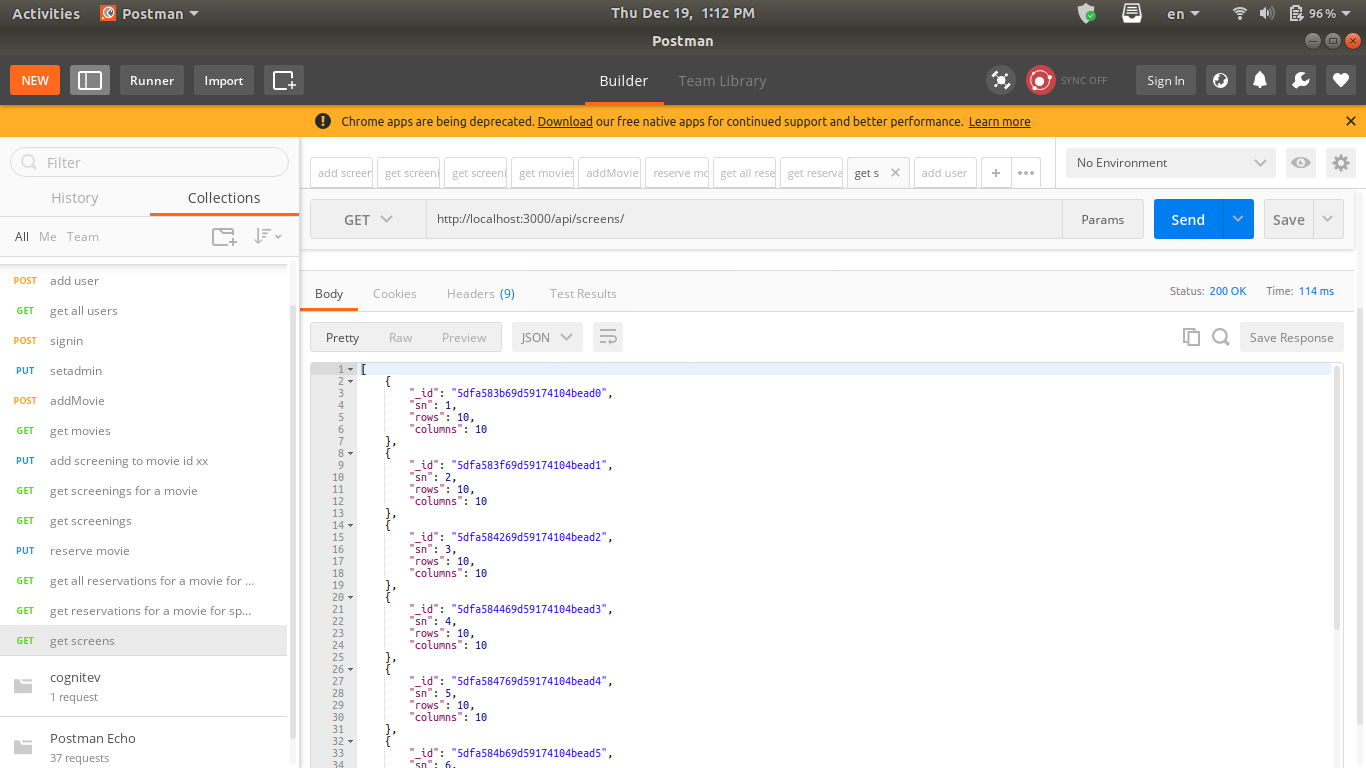 Activities Postman Thu Dec 19, 1:12 PM en 96%
Postman
NEW Runner Import Builder Team Library SYNC OFF Sign In
Chrome apps are being deprecated. Download our free native apps for continued support and better performance. Learn more
Filter
History Collections
All Me Team
POST add user
GET get all users
POST signin
PUT setadmin
POST addMovie
GET get movies
PUT add screening to movie id xx
GET get screenings for a movie
GET get screenings
PUT reserve movie
GET get all reservations for a movie for ...
GET get reservations for a movie for sp...
GET get screens
cognitev
1 request
Postman Echo
37 requests
add screen get screeni get screeni get movies addMovie reserve mo get all rese get reserva get s add user + ••• No Environment
GET http://localhost:3000/api/screens/ Params Send Save
Body Cookies Headers (9) Test Results Status: 200 OK Time: 114 ms
Pretty Raw Preview JSON Save Response
1 [
2 {
3 "_id": "5dfa583b69d59174104bead0",
4 "sn": 1,
5 "rows": 10,
6 "columns": 10
7 },
8 {
9 "_id": "5dfa583f69d59174104bead1",
10 "sn": 2,
11 "rows": 10,
12 "columns": 10
13 },
14 {
15 "_id": "5dfa584269d59174104bead2",
16 "sn": 3,
17 "rows": 10,
18 "columns": 10
19 },
20 {
21 "_id": "5dfa584469d59174104bead3",
22 "sn": 4,
23 "rows": 10,
24 "columns": 10
25 },
26 {
27 "_id": "5dfa584769d59174104bead4",
28 "sn": 5,
29 "rows": 10,
30 "columns": 10
31 },
32 {
33 "_id": "5dfa584b69d59174104bead5",
34 "sn": 6,